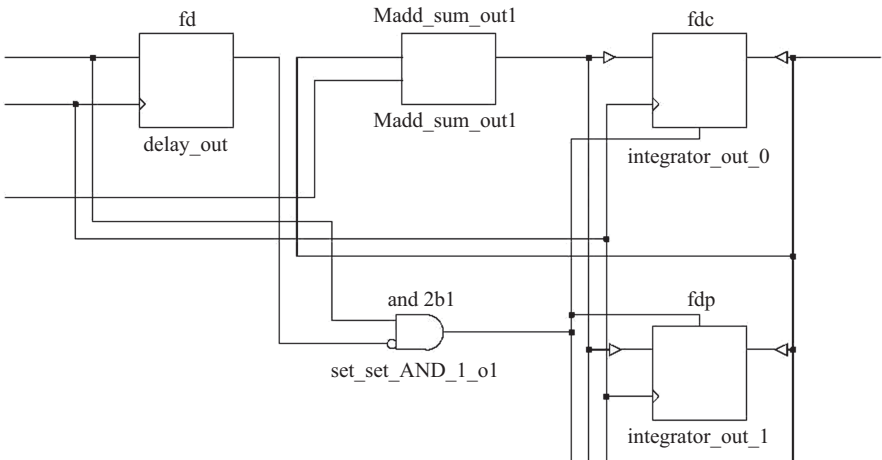 fd
Madd_sum_out1
fdc
delay_out
Madd_sum_out1
integrator_out_0
and 2b1
fdp
set_set_AND_1_o1
integrator_out_1